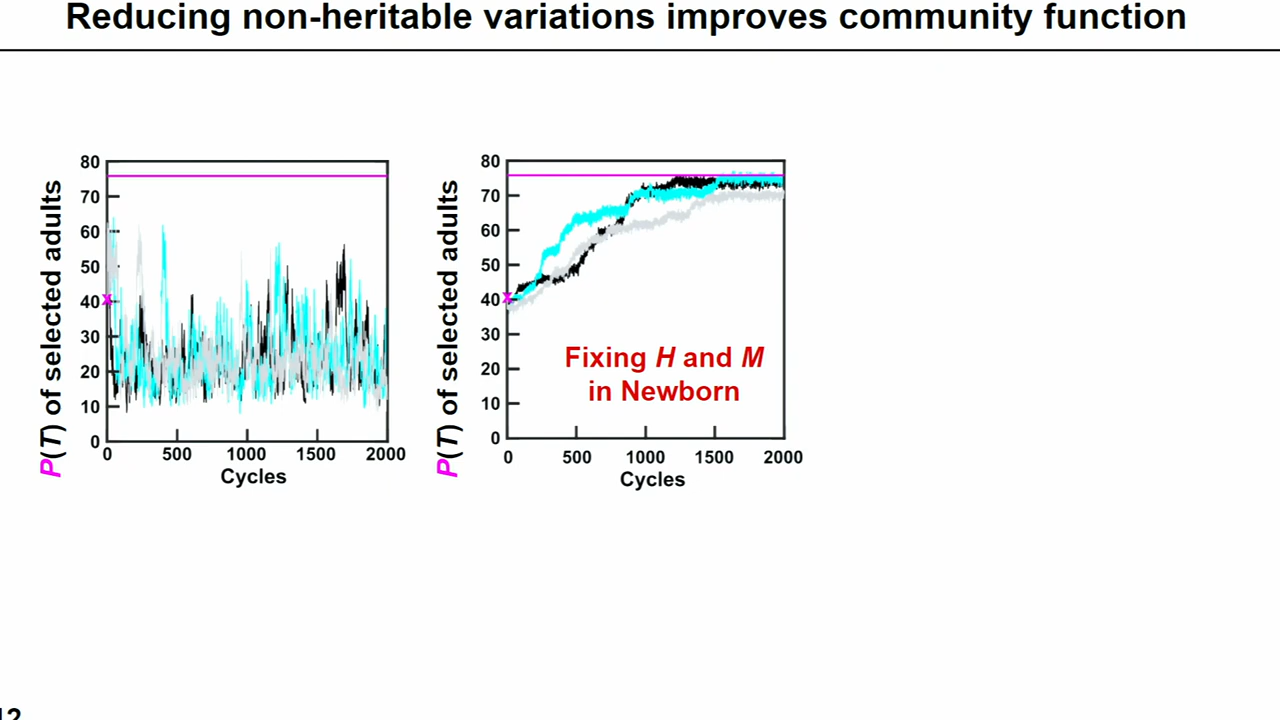 Reducing non-heritable variations improves community function
P(T) of selected adults
80
70
60
50
40
30
20
10
0
x
0 500 1000 1500 2000
Cycles
P(T) of selected adults
80
70
60
50
40
30
20
10
0
x
Fixing H and M
in Newborn
0 500 1000 1500 2000
Cycles
12